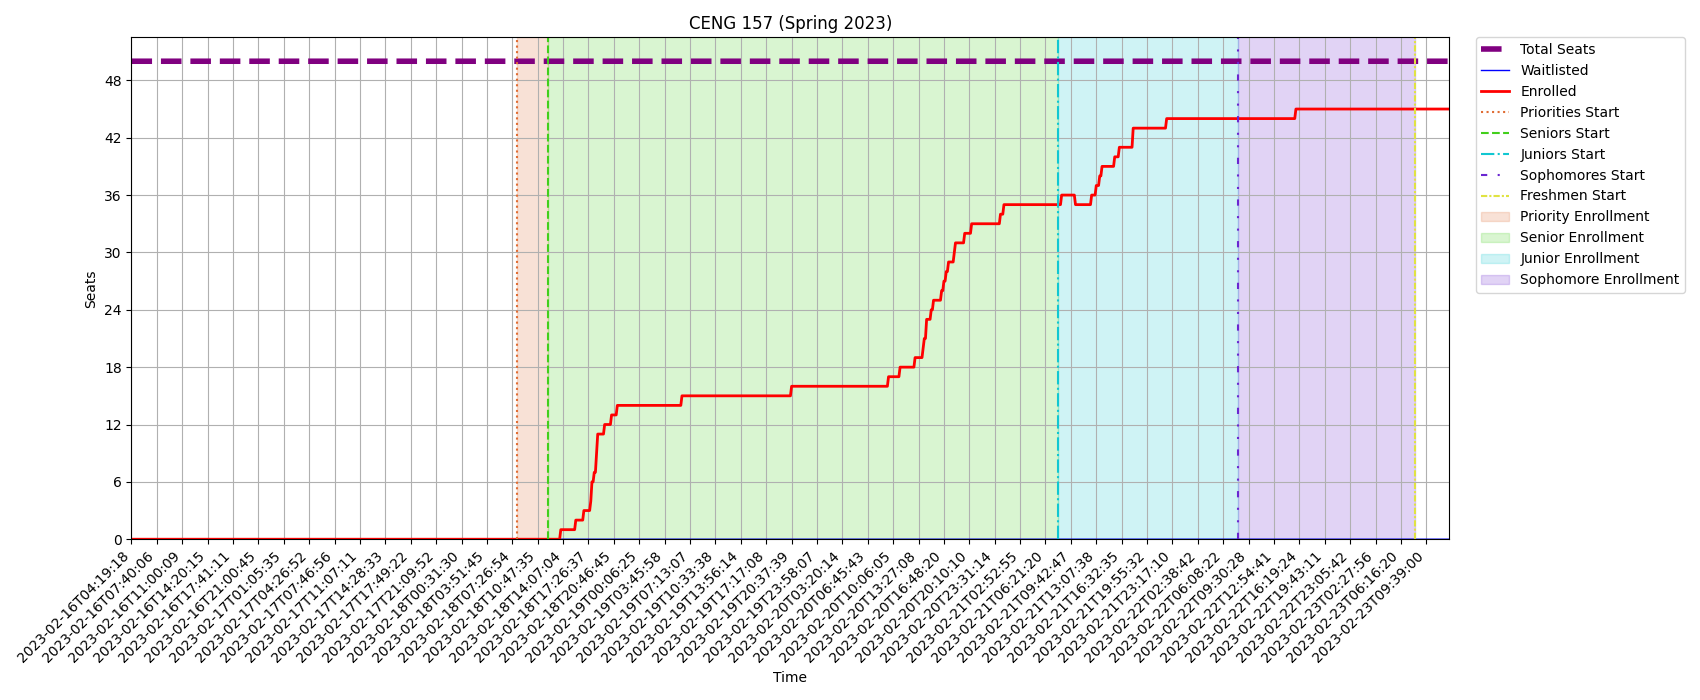 CENG 157 (Spring 2023)
Total Seats
Waitlisted
Enrolled
Priorities Start
Seniors Start
Juniors Start
Sophomores Start
Freshmen Start
Priority Enrollment
Senior Enrollment
Junior Enrollment
Sophomore Enrollment
Seats
48
42
36
30
24
18
12
6
0
2023-02-16T04:19:18
2023-02-16T07:40:06
2023-02-16T11:00:09
2023-02-16T14:20:15
2023-02-16T17:41:11
2023-02-16T21:00:45
2023-02-17T01:05:35
2023-02-17T04:26:52
2023-02-17T07:46:56
2023-02-17T11:07:11
2023-02-17T14:28:33
2023-02-17T17:49:22
2023-02-17T21:09:52
2023-02-18T00:31:30
2023-02-18T03:51:45
2023-02-18T07:26:54
2023-02-18T10:47:35
2023-02-18T14:07:04
2023-02-18T17:26:37
2023-02-18T20:46:45
2023-02-19T00:06:25
2023-02-19T03:45:58
2023-02-19T07:13:07
2023-02-19T10:33:38
2023-02-19T13:56:14
2023-02-19T17:17:08
2023-02-19T20:37:39
2023-02-19T23:58:07
2023-02-20T03:20:14
2023-02-20T06:45:43
2023-02-20T10:06:05
2023-02-20T13:27:08
2023-02-20T16:48:20
2023-02-20T20:10:10
2023-02-20T23:31:14
2023-02-21T02:52:55
2023-02-21T06:21:20
2023-02-21T09:42:47
2023-02-21T13:07:38
2023-02-21T16:32:35
2023-02-21T19:55:32
2023-02-21T23:17:10
2023-02-22T02:38:42
2023-02-22T06:08:22
2023-02-22T09:30:28
2023-02-22T12:54:41
2023-02-22T16:19:24
2023-02-22T19:43:11
2023-02-22T23:05:42
2023-02-23T02:27:56
2023-02-23T06:16:20
2023-02-23T09:39:00
Time